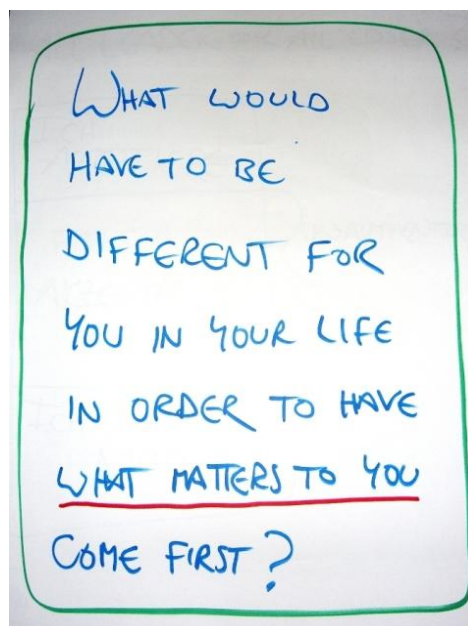 WHAT WOULD
HAVE TO BE
DIFFERENT FOR
YOU IN YOUR LIFE
IN ORDER TO HAVE
WHAT MATTERS TO YOU
COME FIRST?